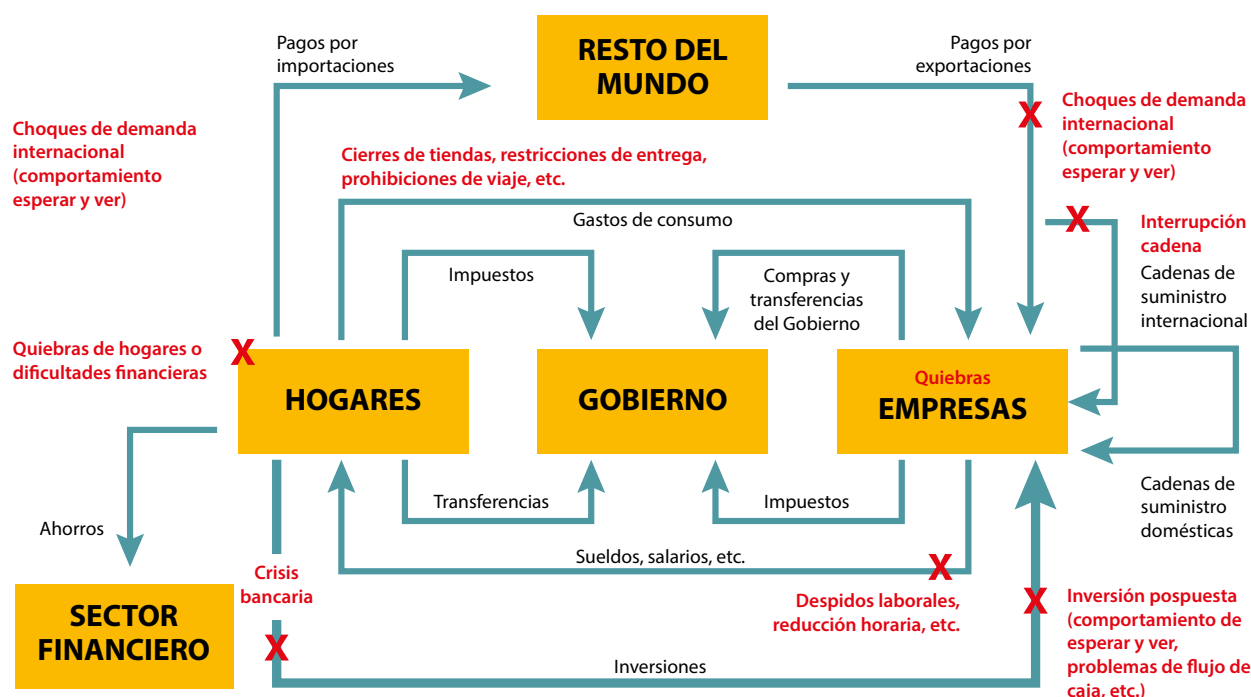 Pagos por
importaciones
RESTO DEL
MUNDO
Pagos por
exportaciones
Choques de demanda
internacional
(comportamiento
esperar y ver)
Cierres de tiendas, restricciones de entrega,
prohibiciones de viaje, etc.
X
Choques de demanda
internacional
(comportamiento
esperar y ver)
Gastos de consumo
X
Interrupción
cadena
Cadenas de
suministro
internacional
Impuestos
Compras y
transferencias
del Gobierno
Quiebras de hogares o
dificultades financieras
X
HOGARES
GOBIERNO
Quiebras
EMPRESAS
Transferencias
Impuestos
Cadenas de
suministro
domésticas
Ahorros
Sueldos, salarios, etc.
X
Crisis
bancaria
X
SECTOR
FINANCIERO
Despidos laborales,
reducción horaria, etc.
X
Inversión pospuesta
(comportamiento de
esperar y ver,
problemas de flujo de
caja, etc.)
Inversiones